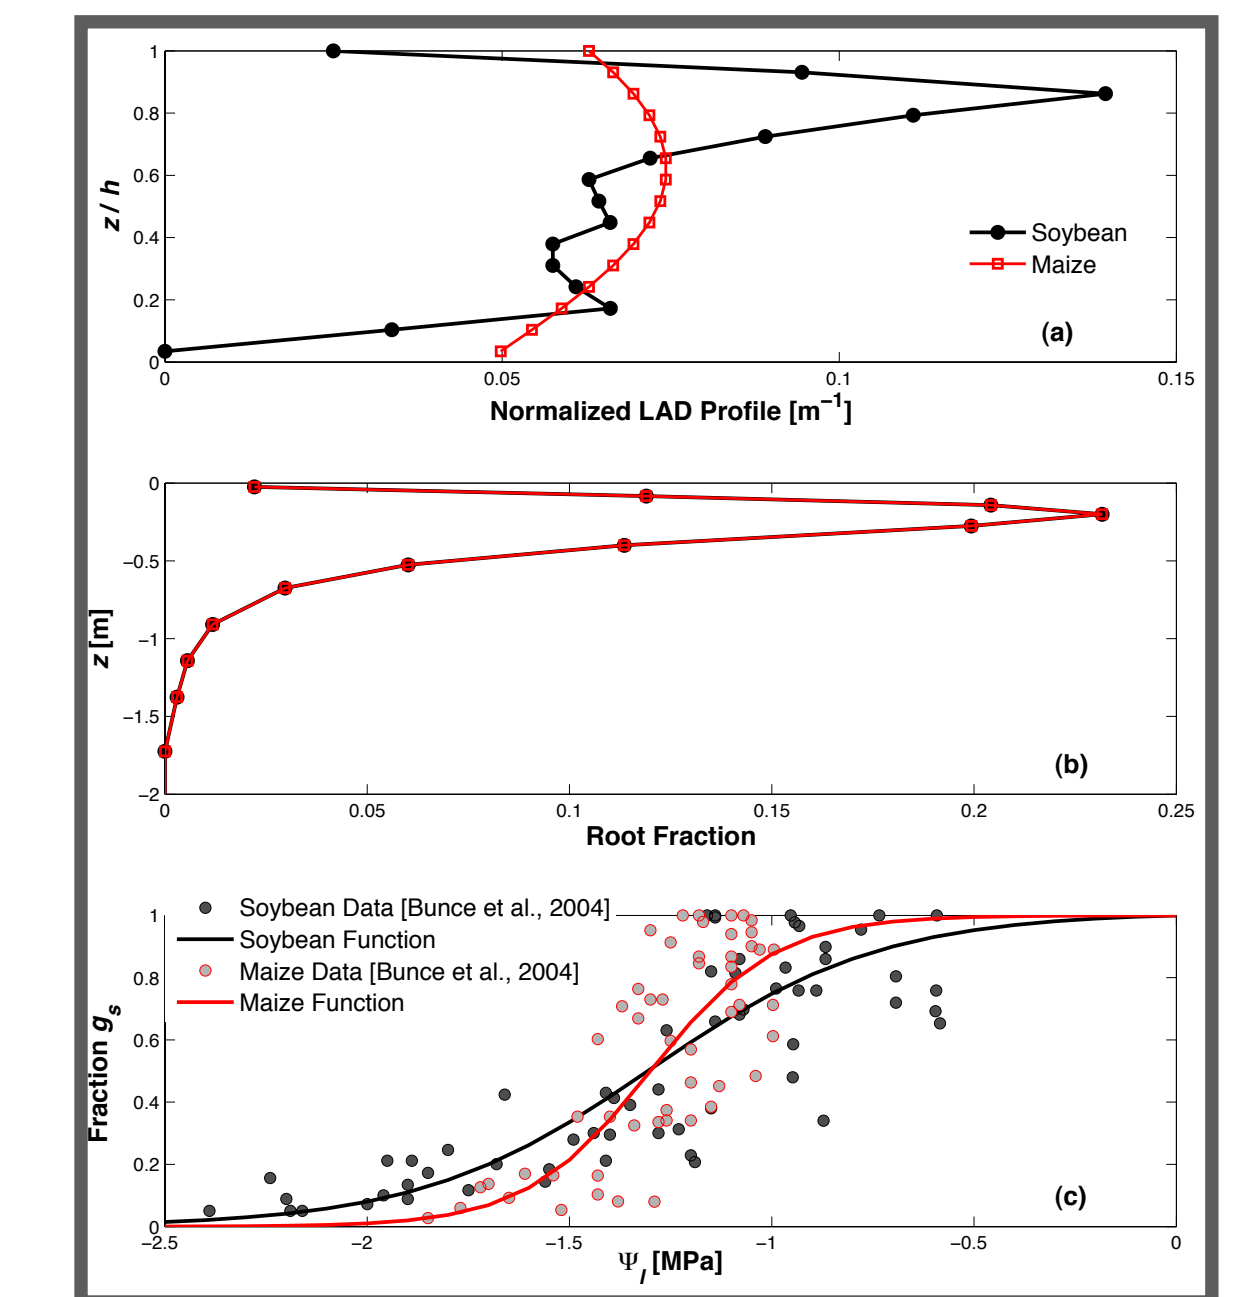 1
0.8
0.6
0.4
0.2
0
z / h
Soybean
Maize
(a)
0
0.05
0.1
0.15
Normalized LAD Profile [m−1]
0
−0.5
−1
−1.5
−2
z [m]
(b)
0
0.05
0.1
0.15
0.2
0.25
Root Fraction
1
0.8
0.6
0.4
0.2
0
Fraction gs
Soybean Data [Bunce et al., 2004]
Soybean Function
Maize Data [Bunce et al., 2004]
Maize Function
(c)
−2.5
−2
−1.5
−1
−0.5
0
Ψl [MPa]